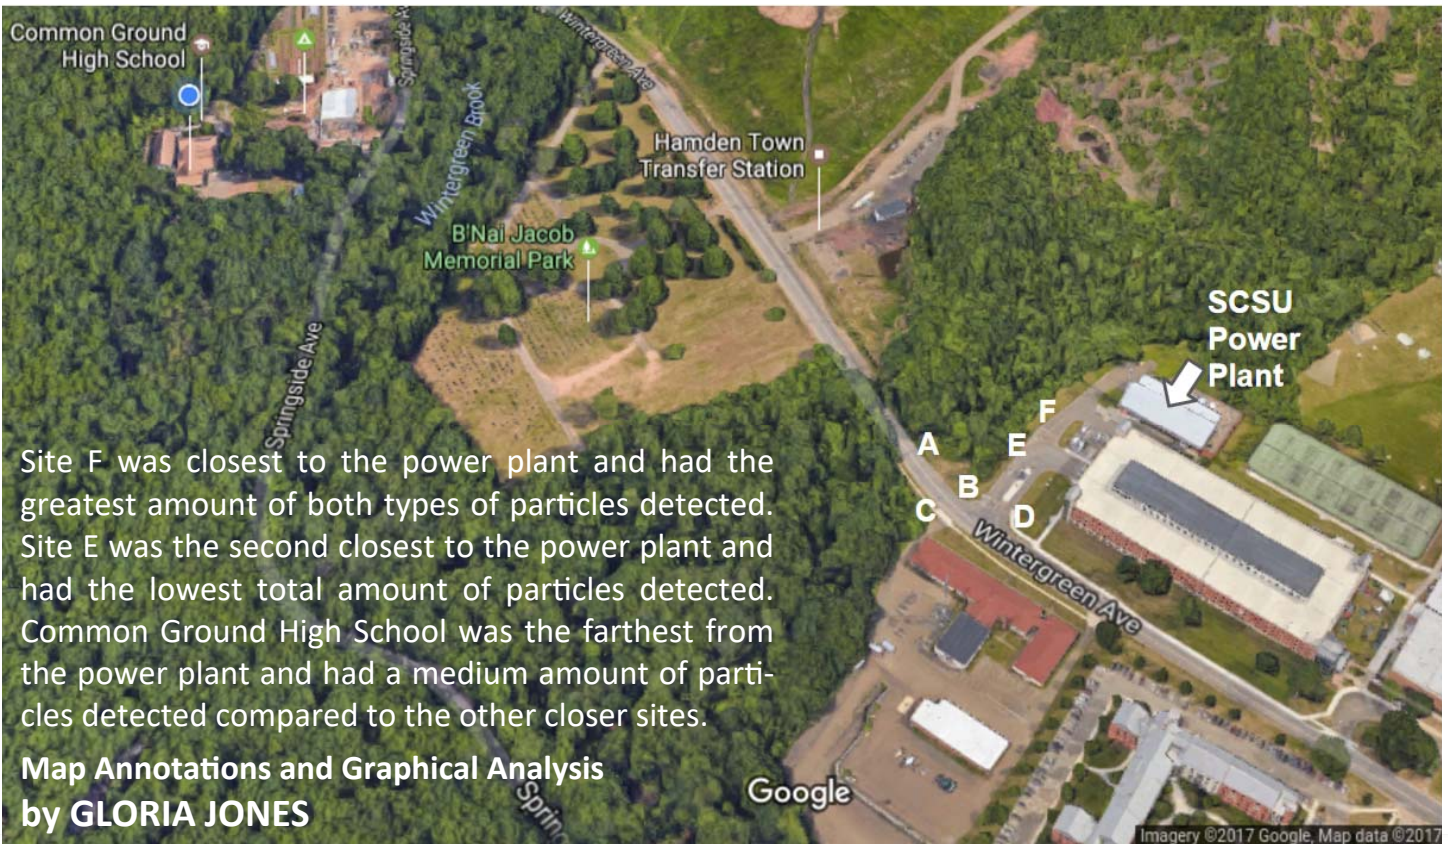 Common Ground
High School
Springside Av
Wintergreen Ave
Wintergreen Brook
Hamden Town
Transfer Station
B'Nai Jacob
Memorial Park
SCSU
Power
Plant
Springside Ave
F
A
E
B
C
D
Wintergreen Ave
Site F was closest to the power plant and had the
greatest amount of both types of particles detected.
Site E was the second closest to the power plant and
had the lowest total amount of particles detected.
Common Ground High School was the farthest from
the power plant and had a medium amount of parti-
cles detected compared to the other closer sites.
Map Annotations and Graphical Analysis
by GLORIA JONES
Spring
Google
Imagery ©2017 Google, Map data ©2017